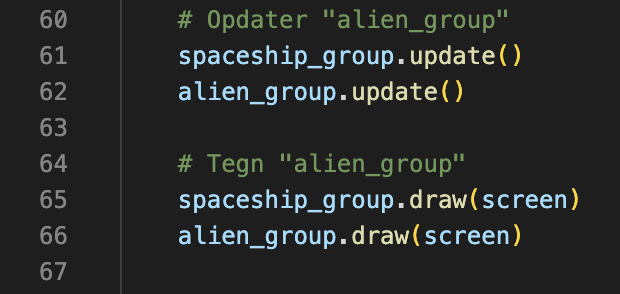 60 # Opdater "alien_group"
61 spaceship_group.update()
62 alien_group.update()
63
64 # Tegn "alien_group"
65 spaceship_group.draw(screen)
66 alien_group.draw(screen)
67